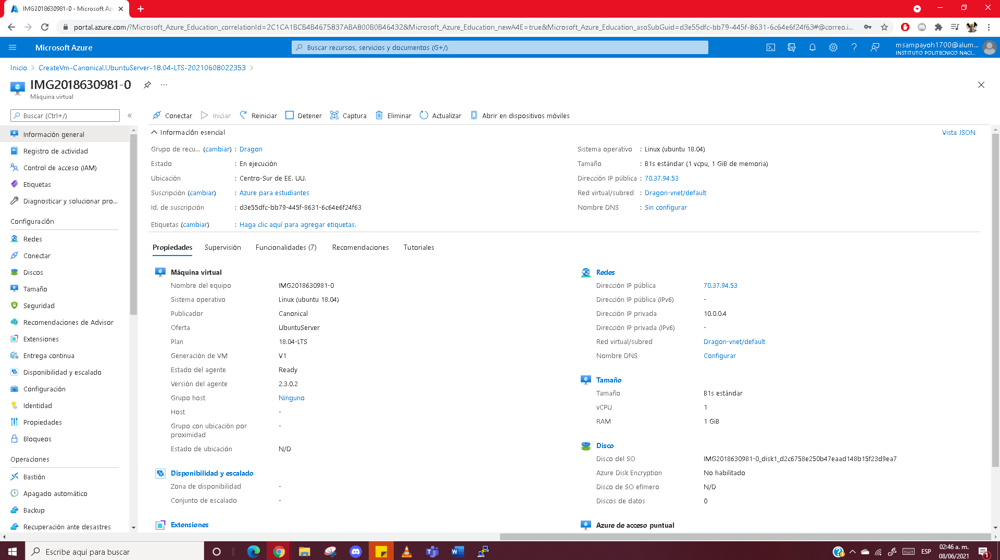 IMG2018630981-0 - Microsoft Az
portal.azure.com/?Microsoft_Azure_Education_correlationId=2C1CA1BCB4B4675837ABA800B0B46432&Microsoft_Azure_Education_newA4E=true&Microsoft_Azure_Education_asoSubGuid=d3e55dfc-bb79-445f-8631-6c64e6f24f63#@correo.i...
Microsoft Azure
Buscar recursos, servicios y documentos (G+/)
msampayoh1700@alum...
INSTITUTO POLITECNICO NACI...
Inicio > CreateVm-Canonical.UbuntuServer-18.04-LTS-20210608022353 >
IMG2018630981-0
...
Máquina virtual
Buscar (Ctrl+/)
«
Conectar
Iniciar
Reiniciar
Detener
Captura
Eliminar
Actualizar
Abrir en dispositivos móviles
Información general
Registro de actividad
Control de acceso (IAM)
Etiquetas
Diagnosticar y solucionar pro...
Configuración
Redes
Conectar
Discos
Tamaño
Seguridad
Recomendaciones de Advisor
Extensiones
Entrega continua
Disponibilidad y escalado
Configuración
Identidad
Propiedades
Bloqueos
Operaciones
Bastión
Apagado automático
Backup
Recuperación ante desastres
Información esencial
Vista JSON
Grupo de recu... (cambiar) : Dragon
Estado : En ejecución
Ubicación : Centro-Sur de EE. UU.
Suscripción (cambiar) : Azure para estudiantes
Id. de suscripción : d3e55dfc-bb79-445f-8631-6c64e6f24f63
Etiquetas (cambiar) : Haga clic aquí para agregar etiquetas.
Sistema operativo : Linux (ubuntu 18.04)
Tamaño : B1s estándar (1 vcpu, 1 GiB de memoria)
Dirección IP pública : 70.37.94.53
Red virtual/subred : Dragon-vnet/default
Nombre DNS : Sin configurar
Propiedades
Supervisión
Funcionalidades (7)
Recomendaciones
Tutoriales
Máquina virtual
Nombre del equipo IMG2018630981-0
Sistema operativo Linux (ubuntu 18.04)
Publicador Canonical
Oferta UbuntuServer
Plan 18.04-LTS
Generación de VM V1
Estado del agente Ready
Versión del agente 2.3.0.2
Grupo host Ninguno
Host -
Grupo con ubicación por -
proximidad
Estado de ubicación N/D
Disponibilidad y escalado
Zona de disponibilidad -
Conjunto de escalado -
Extensiones
Redes
Dirección IP pública 70.37.94.53
Dirección IP pública (IPv6) -
Dirección IP privada 10.0.0.4
Dirección IP privada (IPv6) -
Red virtual/subred Dragon-vnet/default
Nombre DNS Configurar
Tamaño
Tamaño B1s estándar
vCPU 1
RAM 1 GiB
Disco
Disco del SO IMG2018630981-0_disk1_d2c6758e250b47eaad148b15f23d9ea7
Azure Disk Encryption No habilitado
Disco de SO efímero N/D
Discos de datos 0
Azure de acceso puntual
Escribe aquí para buscar
ESP
02:46 a. m.
08/06/2021
1